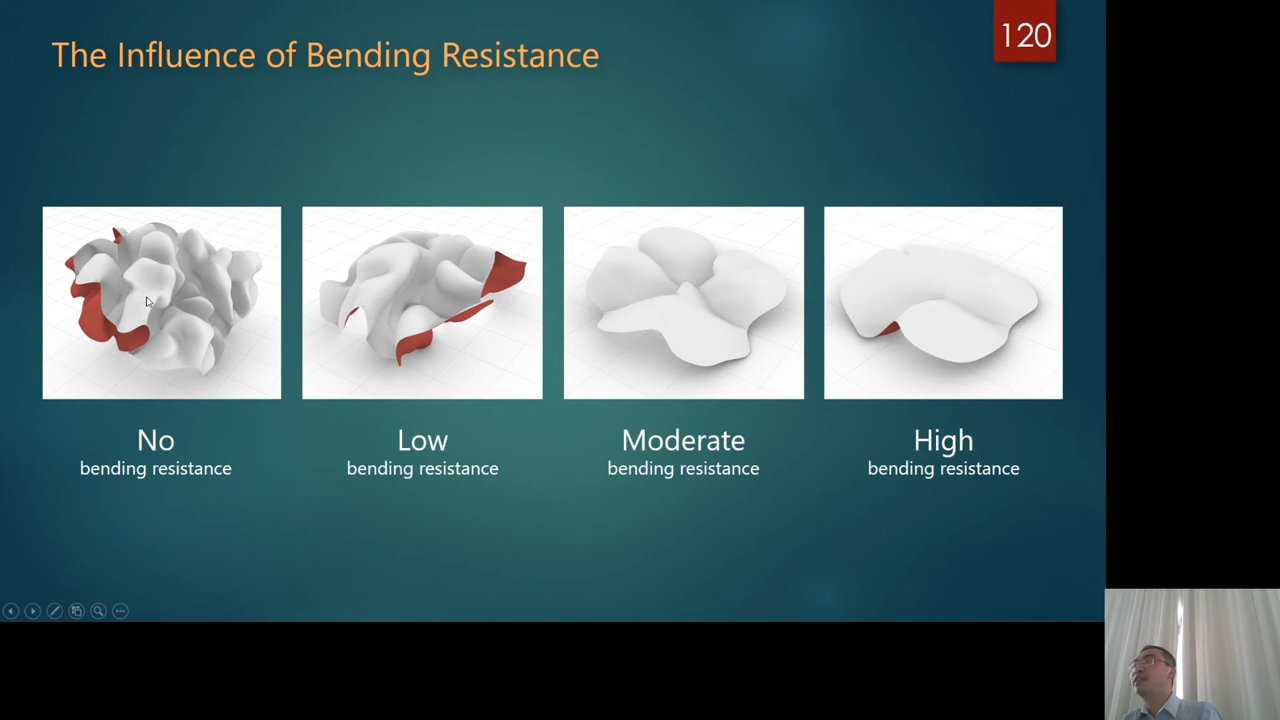 The Influence of Bending Resistance
120
No
bending resistance
Low
bending resistance
Moderate
bending resistance
High
bending resistance